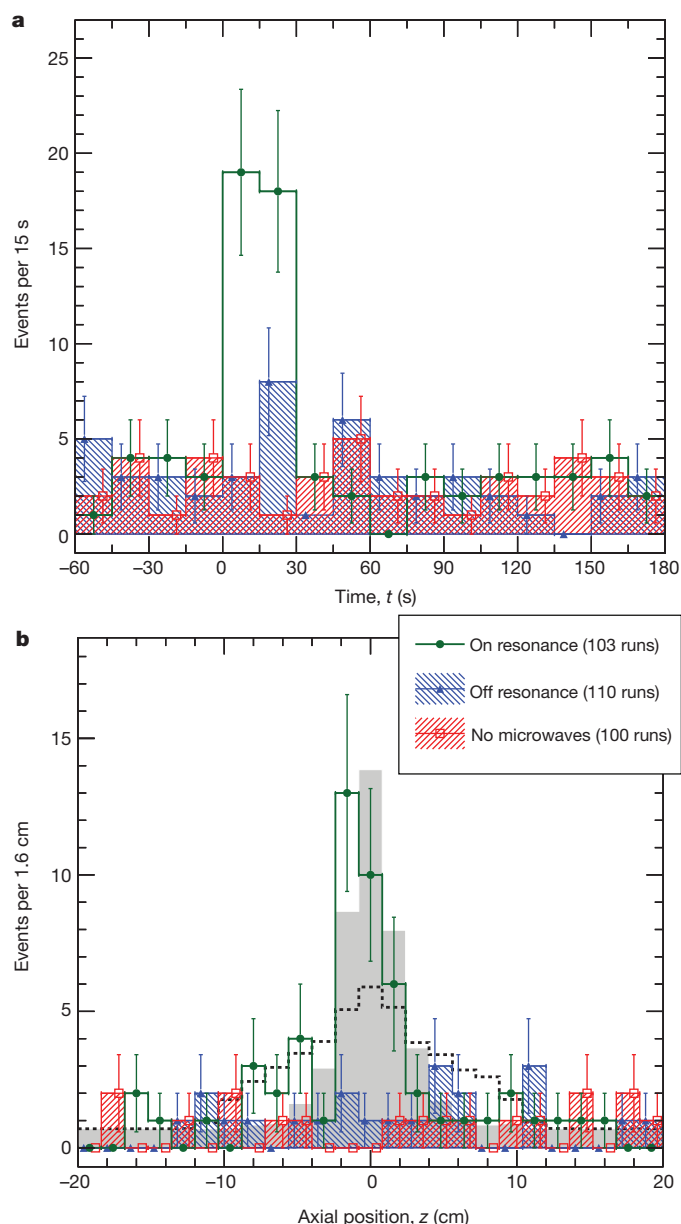 a
25
20
15
10
5
0
Events per 15 s
−60 −30 0 30 60 90 120 150 180
Time, t (s)
b
On resonance (103 runs)
Off resonance (110 runs)
No microwaves (100 runs)
15
10
5
0
Events per 1.6 cm
−20 −10 0 10 20
Axial position, z (cm)